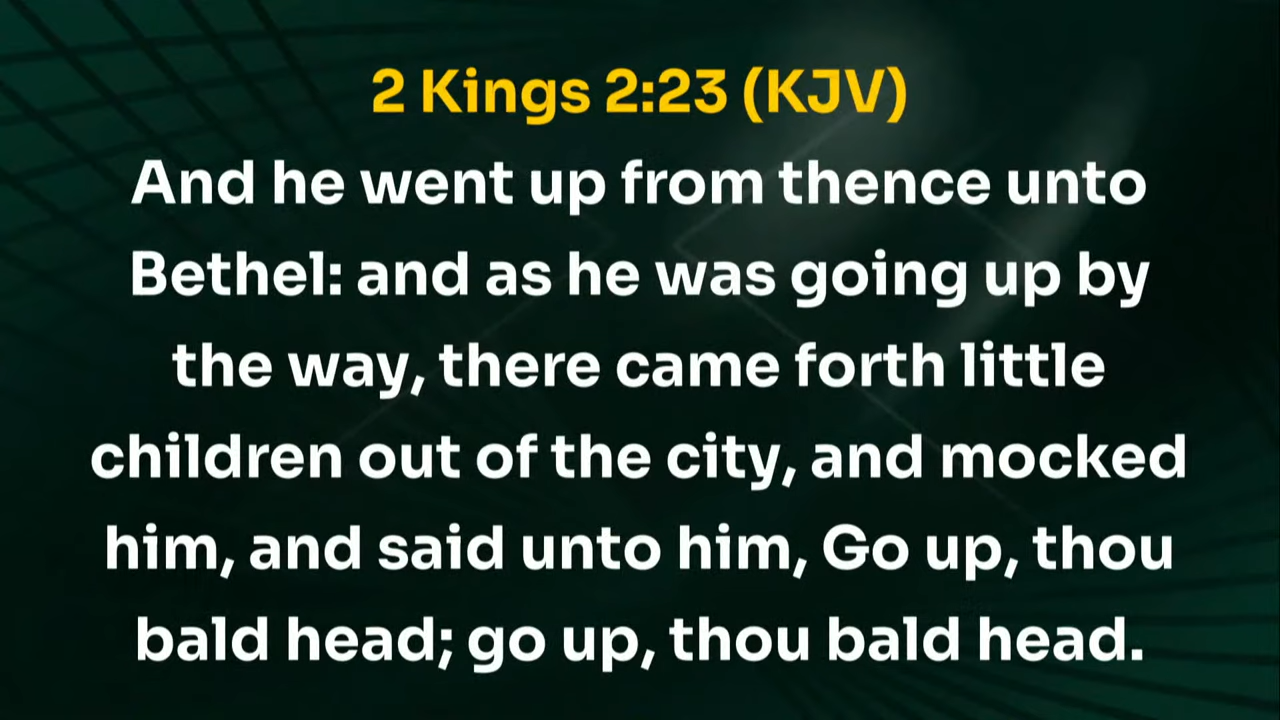 2 Kings 2:23 (KJV)
And he went up from thence unto
Bethel: and as he was going up by
the way, there came forth little
children out of the city, and mocked
him, and said unto him, Go up, thou
bald head; go up, thou bald head.